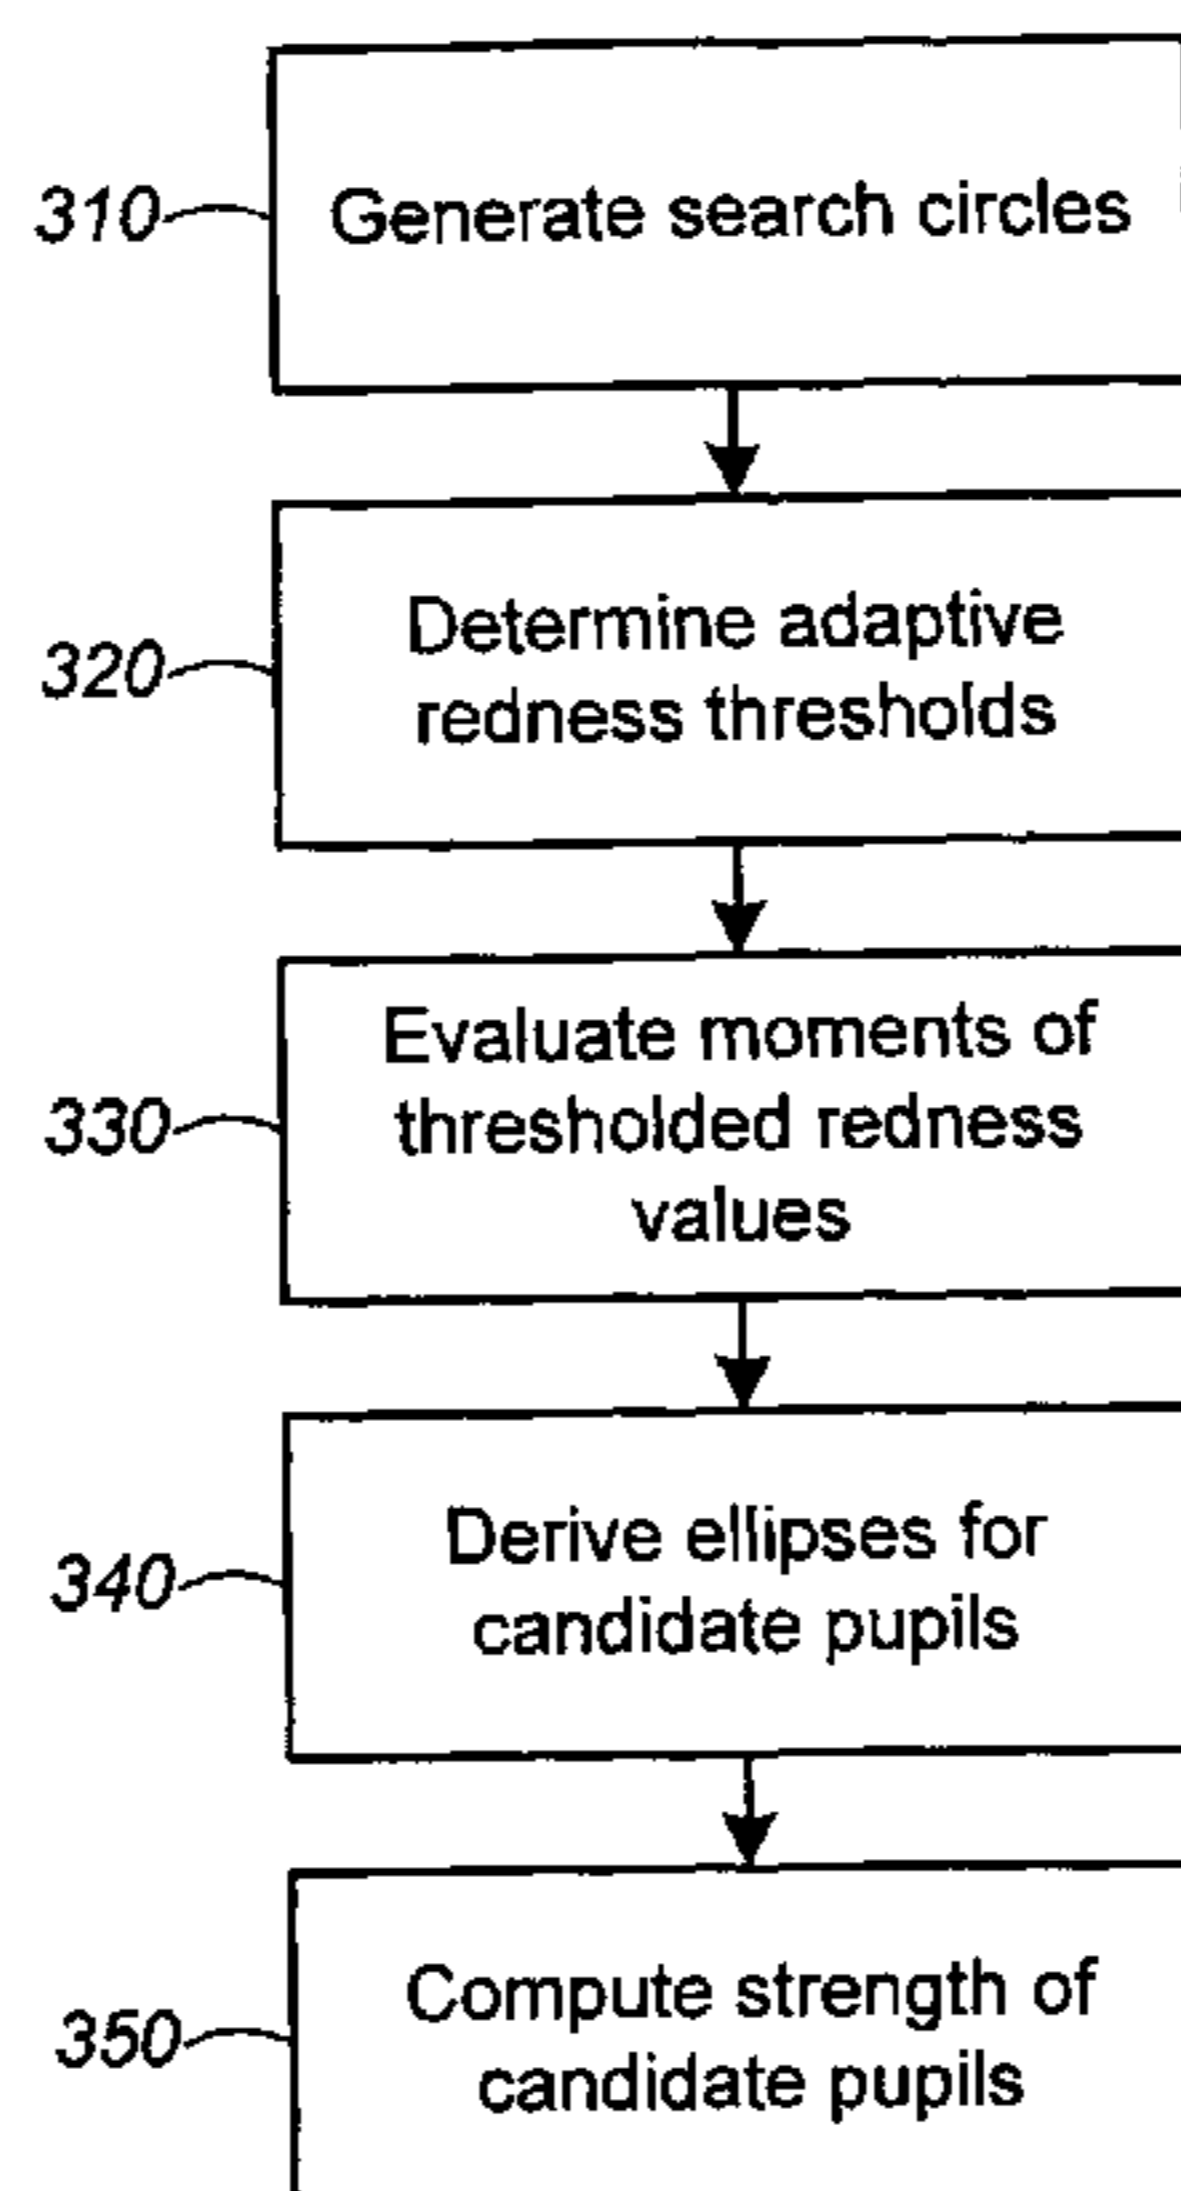 310
Generate search circles
320
Determine adaptive
redness thresholds
330
Evaluate moments of
thresholded redness
values
340
Derive ellipses for
candidate pupils
350
Compute strength of
candidate pupils